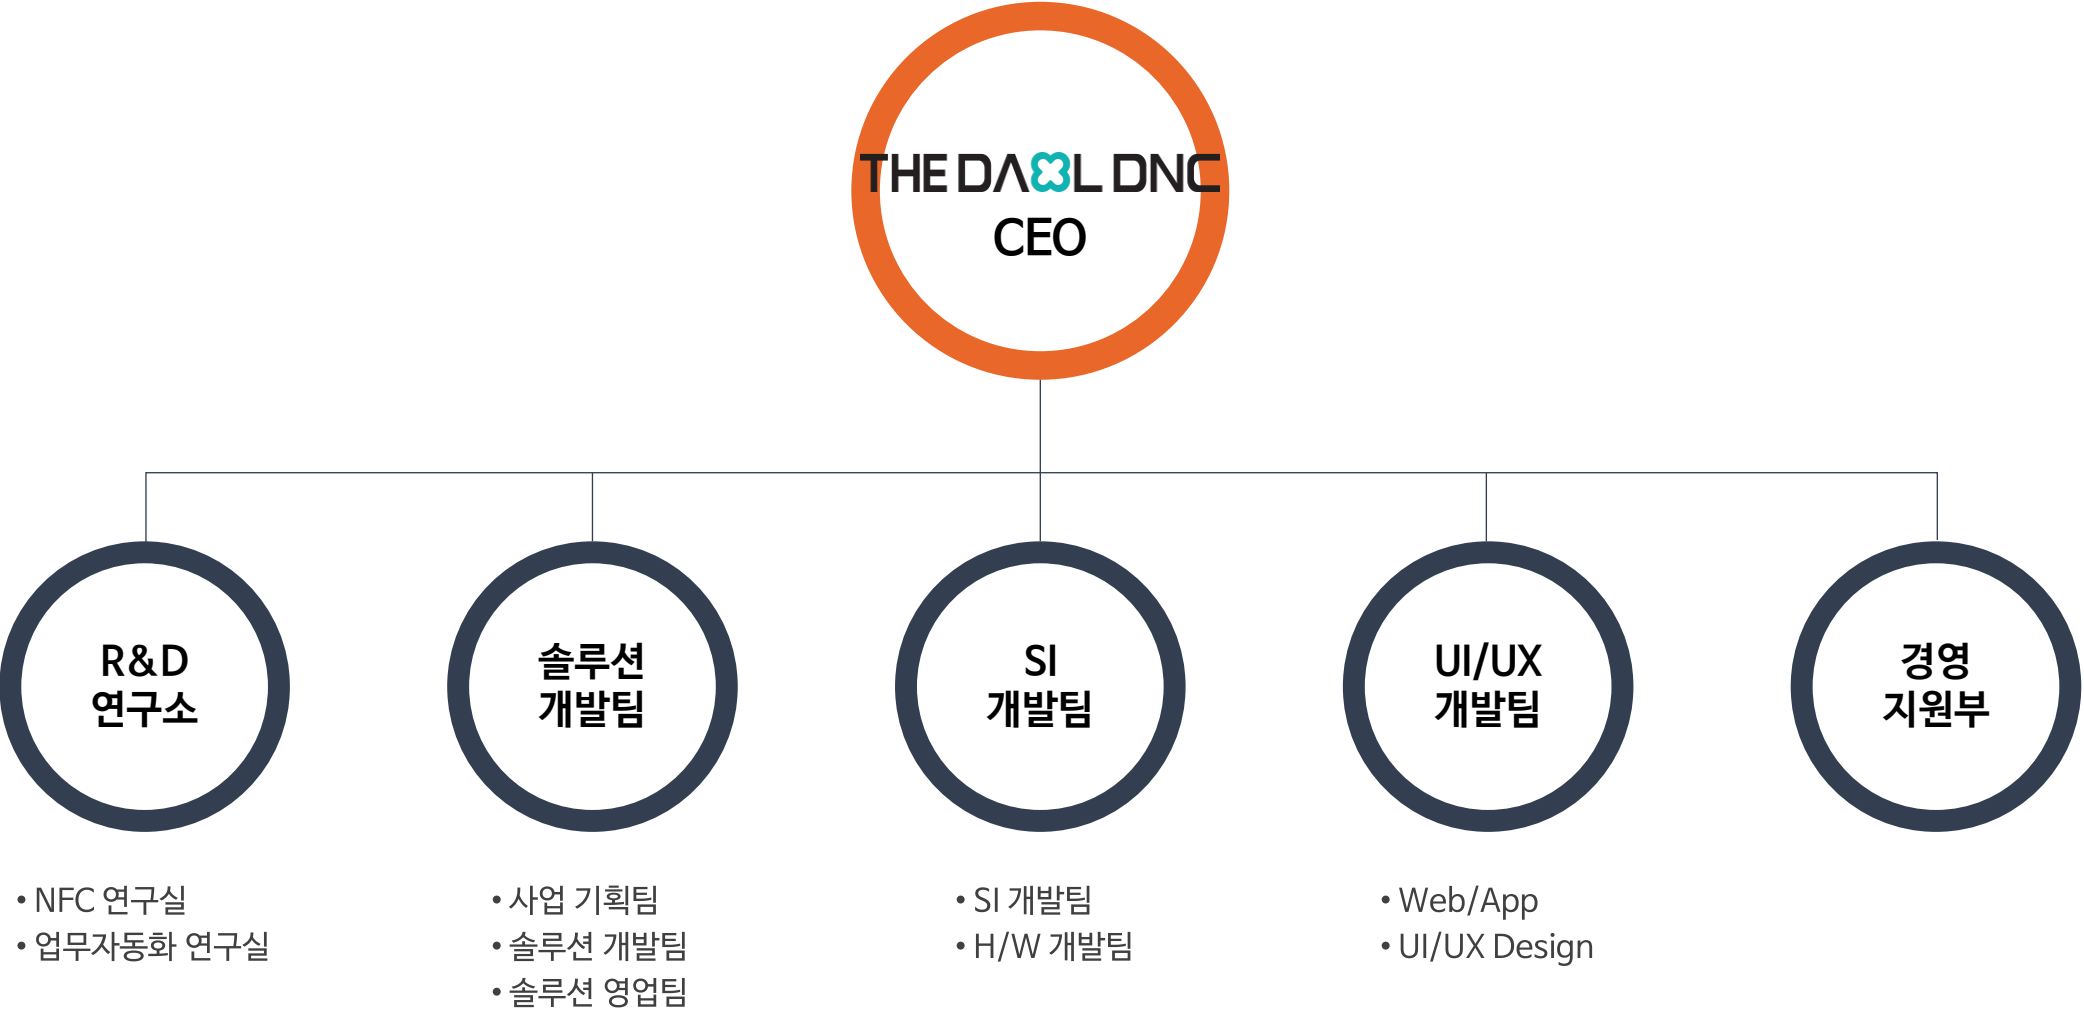 THE DAOL DNC
CEO
R&D
연구소
솔루션
개발팀
SI
개발팀
UI/UX
개발팀
경영
지원부
• NFC 연구실
• 업무자동화 연구실
• 사업 기획팀
• 솔루션 개발팀
• 솔루션 영업팀
• SI 개발팀
• H/W 개발팀
• Web/App
• UI/UX Design